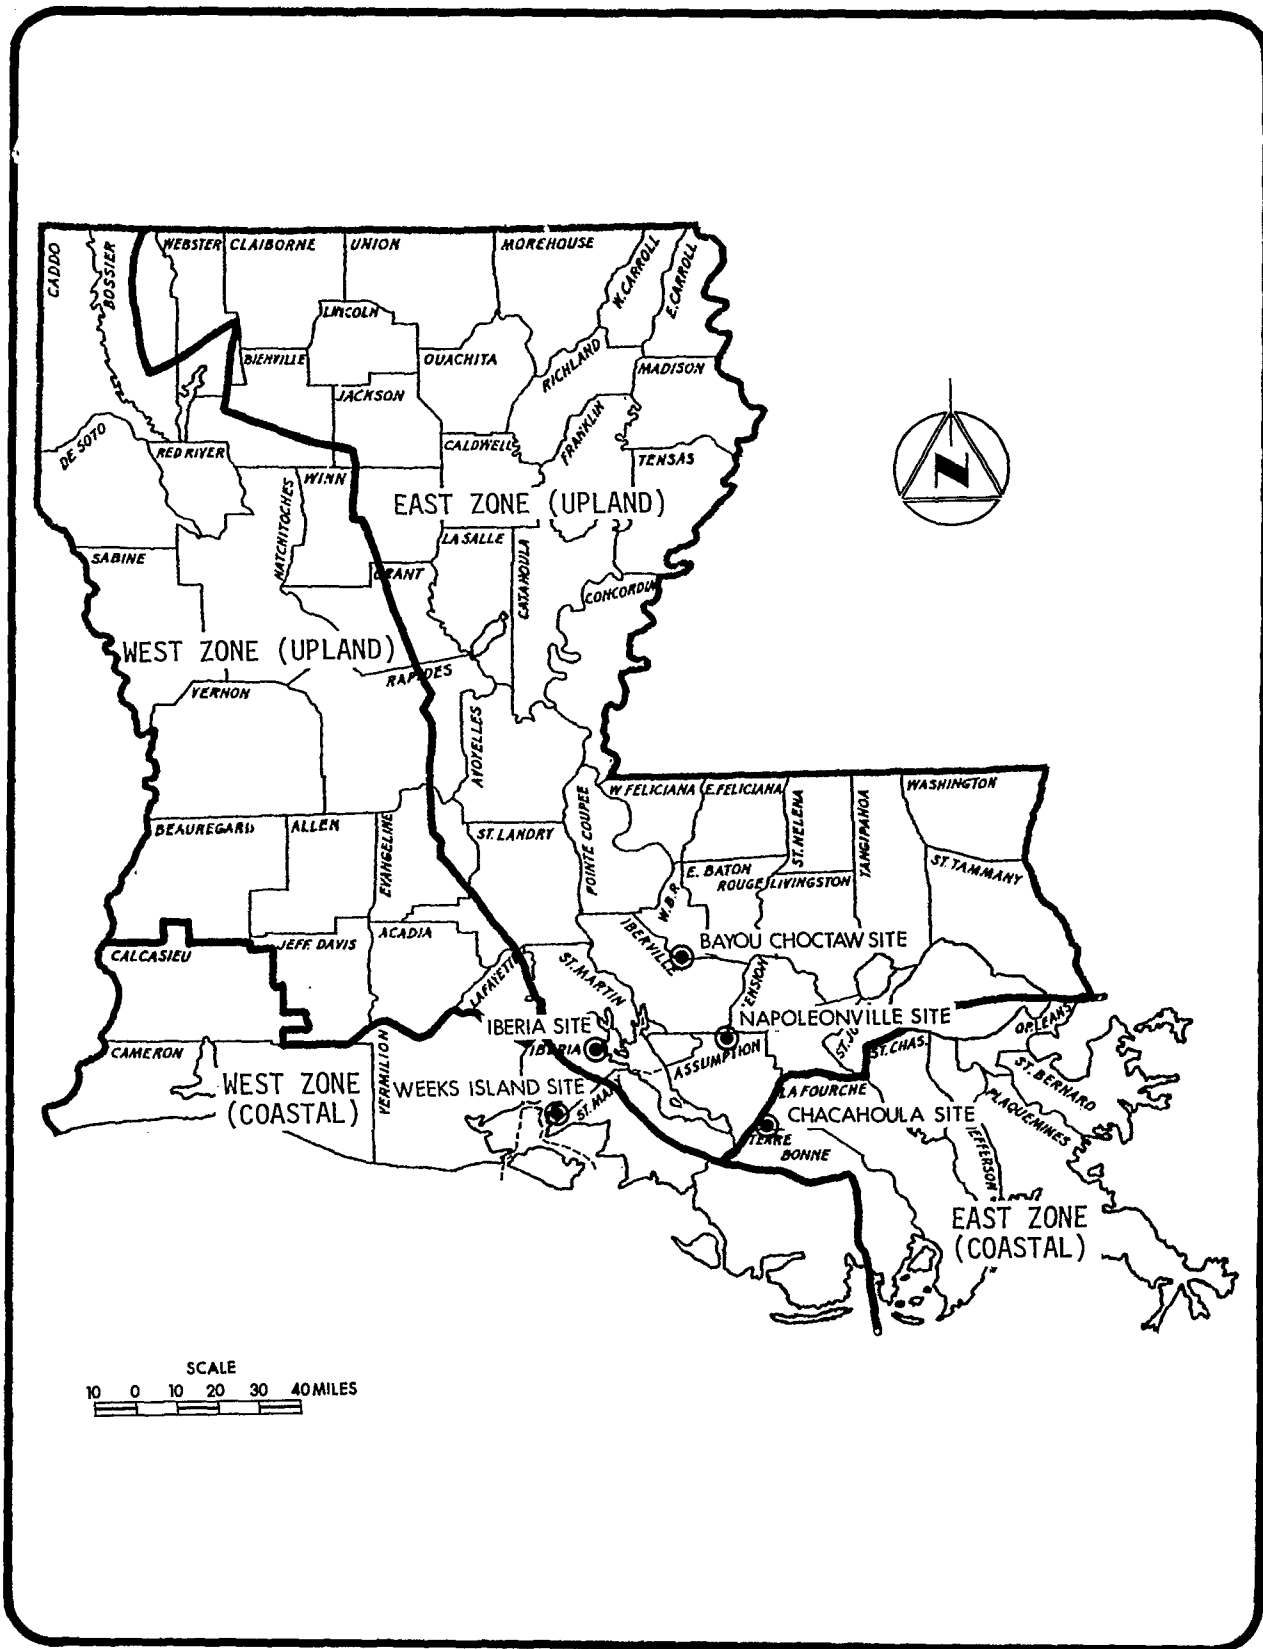 CADDO
BOSSIER
WEBSTER
CLAIBORNE
UNION
MOREHOUSE
W. CARROLL
E. CARROLL
LINCOLN
BIENVILLE
OUACHITA
RICHLAND
MADISON
JACKSON
DE SOTO
RED RIVER
CALDWELL
FRANKLIN
TENSAS
WINN
NATCHITOCHES
EAST ZONE (UPLAND)
LA SALLE
CATAHOULA
SABINE
GRANT
CONCORDIA
WEST ZONE (UPLAND)
RAPIDES
VERNON
AVOYELLES
W FELICIANA
E. FELICIANA
ST. HELENA
TANGIPAHOA
WASHINGTON
BEAUREGARD
ALLEN
EVANGELINE
ST. LANDRY
POINTE COUPEE
E. BATON
ROUGE
LIVINGSTON
ST. TAMMANY
W.B.R.
CALCASIEU
JEFF. DAVIS
ACADIA
LAFAYETTE
ST. MARTIN
IBERVILLE
BAYOU CHOCTAW SITE
ENSION
NAPOLEONVILLE SITE
IBERIA SITE
IBERIA
ASSUMPTION
ST. J
ST. CHAS.
ORLEANS
CAMERON
VERMILION
WEST ZONE
(COASTAL)
WEEKS ISLAND SITE
ST. MARY
LA FOURCHE
CHACAHOULA SITE
TERRE
BONNE
ST. BERNARD
PLAQUEMINES
JEFFERSON
EAST ZONE
(COASTAL)
N
SCALE
10 0 10 20 30 40 MILES